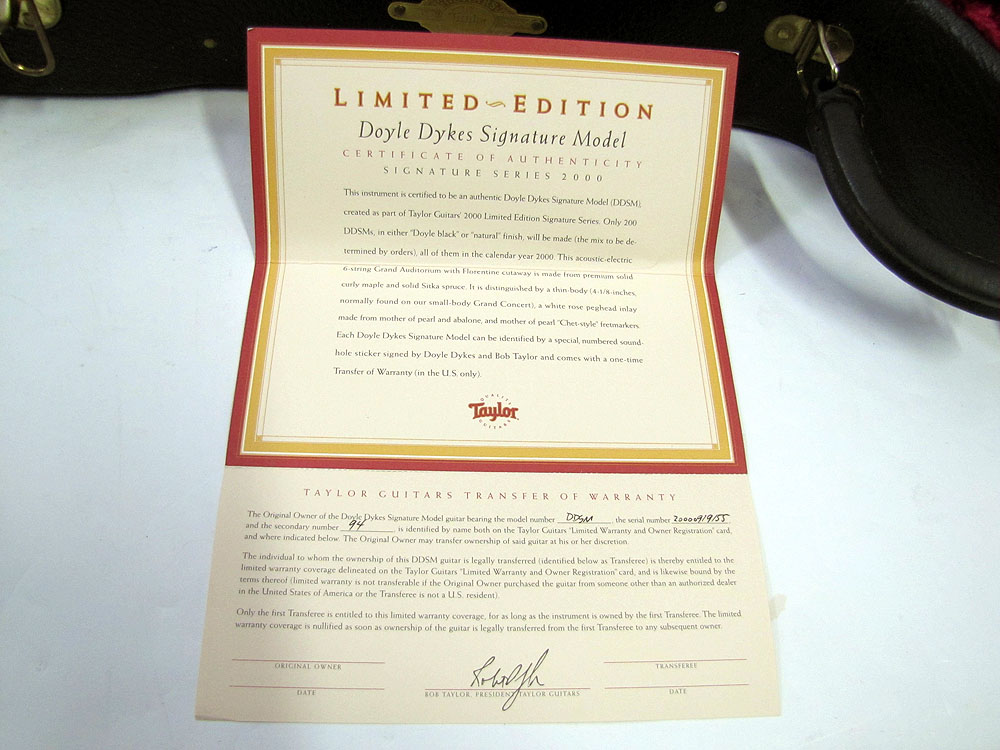 LIMITED EDITION
Doyle Dykes Signature Model
CERTIFICATE OF AUTHENTICITY
SIGNATURE SERIES 2000
This instrument is certified to be an authentic Doyle Dykes Signature Model (DDSM),
created as part of Taylor Guitars' 2000 Limited Edition Signature Series. Only 200
DDSMs, in either "Doyle black" or "natural" finish, will be made (the mix to be de-
termined by orders), all of them in the calendar year 2000. This acoustic-electric
6-string Grand Auditorium with Florentine cutaway is made from premium solid
curly maple and solid Sitka spruce. It is distinguished by a thin-body (4-1/8-inches,
normally found on our small-body Grand Concert), a white rose peghead inlay
made from mother of pearl and abalone, and mother of pearl "Chet-style" fretmarkers.
Each Doyle Dykes Signature Model can be identified by a special, numbered sound-
hole sticker signed by Doyle Dykes and Bob Taylor and comes with a one-time
Transfer of Warranty (in the U.S. only).
QUALITY
Taylor
GUITARS
TAYLOR GUITARS TRANSFER OF WARRANTY
The Original Owner of the Doyle Dykes Signature Model guitar bearing the model number DDSM, the serial number 20000919155
and the secondary number 94 is identified by name both on the Taylor Guitars "Limited Warranty and Owner Registration" card,
and where indicated below. The Original Owner may transfer ownership of said guitar at his or her discretion.
The individual to whom the ownership of this DDSM guitar is legally transferred (identified below as Transferee) is thereby entitled to the
limited warranty coverage delineated on the Taylor Guitars "Limited Warranty and Owner Registration" card, and is likewise bound by the
terms thereof (limited warranty is not transferable if the Original Owner purchased the guitar from someone other than an authorized dealer
in the United States of America or the Transferee is not a U.S. resident).
Only the first Transferee is entitled to this limited warranty coverage, for as long as the instrument is owned by the first Transferee. The limited
warranty coverage is nullified as soon as ownership of the guitar is legally transferred from the first Transferee to any subsequent owner.
ORIGINAL OWNER
TRANSFEREE
DATE
BOB TAYLOR, PRESIDENT TAYLOR GUITARS
DATE